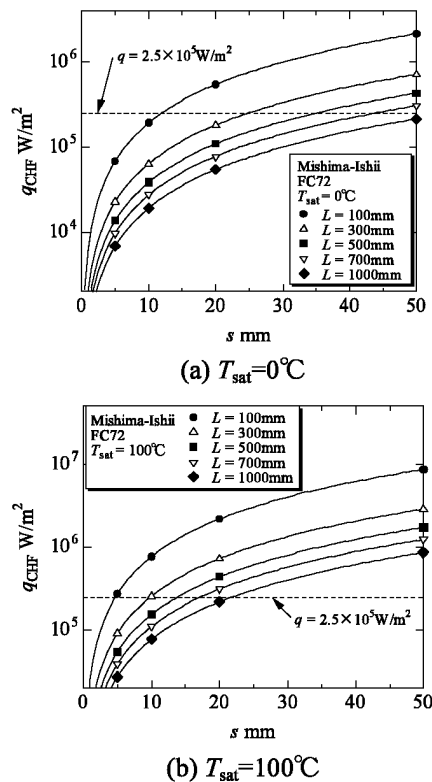 (a)
10⁶
q = 2.5×10⁵W/m²
10⁵
10⁴
q_CHF W/m²
Mishima-Ishii
FC72
T_sat = 0℃
L = 100mm
L = 300mm
L = 500mm
L = 700mm
L = 1000mm
0 10 20 30 40 50
s mm
(a) T_sat=0℃
(b)
Mishima-Ishii
FC72
T_sat = 100℃
L = 100mm
L = 300mm
L = 500mm
L = 700mm
L = 1000mm
10⁷
10⁶
10⁵
q_CHF W/m²
q = 2.5×10⁵W/m²
0 10 20 30 40 50
s mm
(b) T_sat=100℃